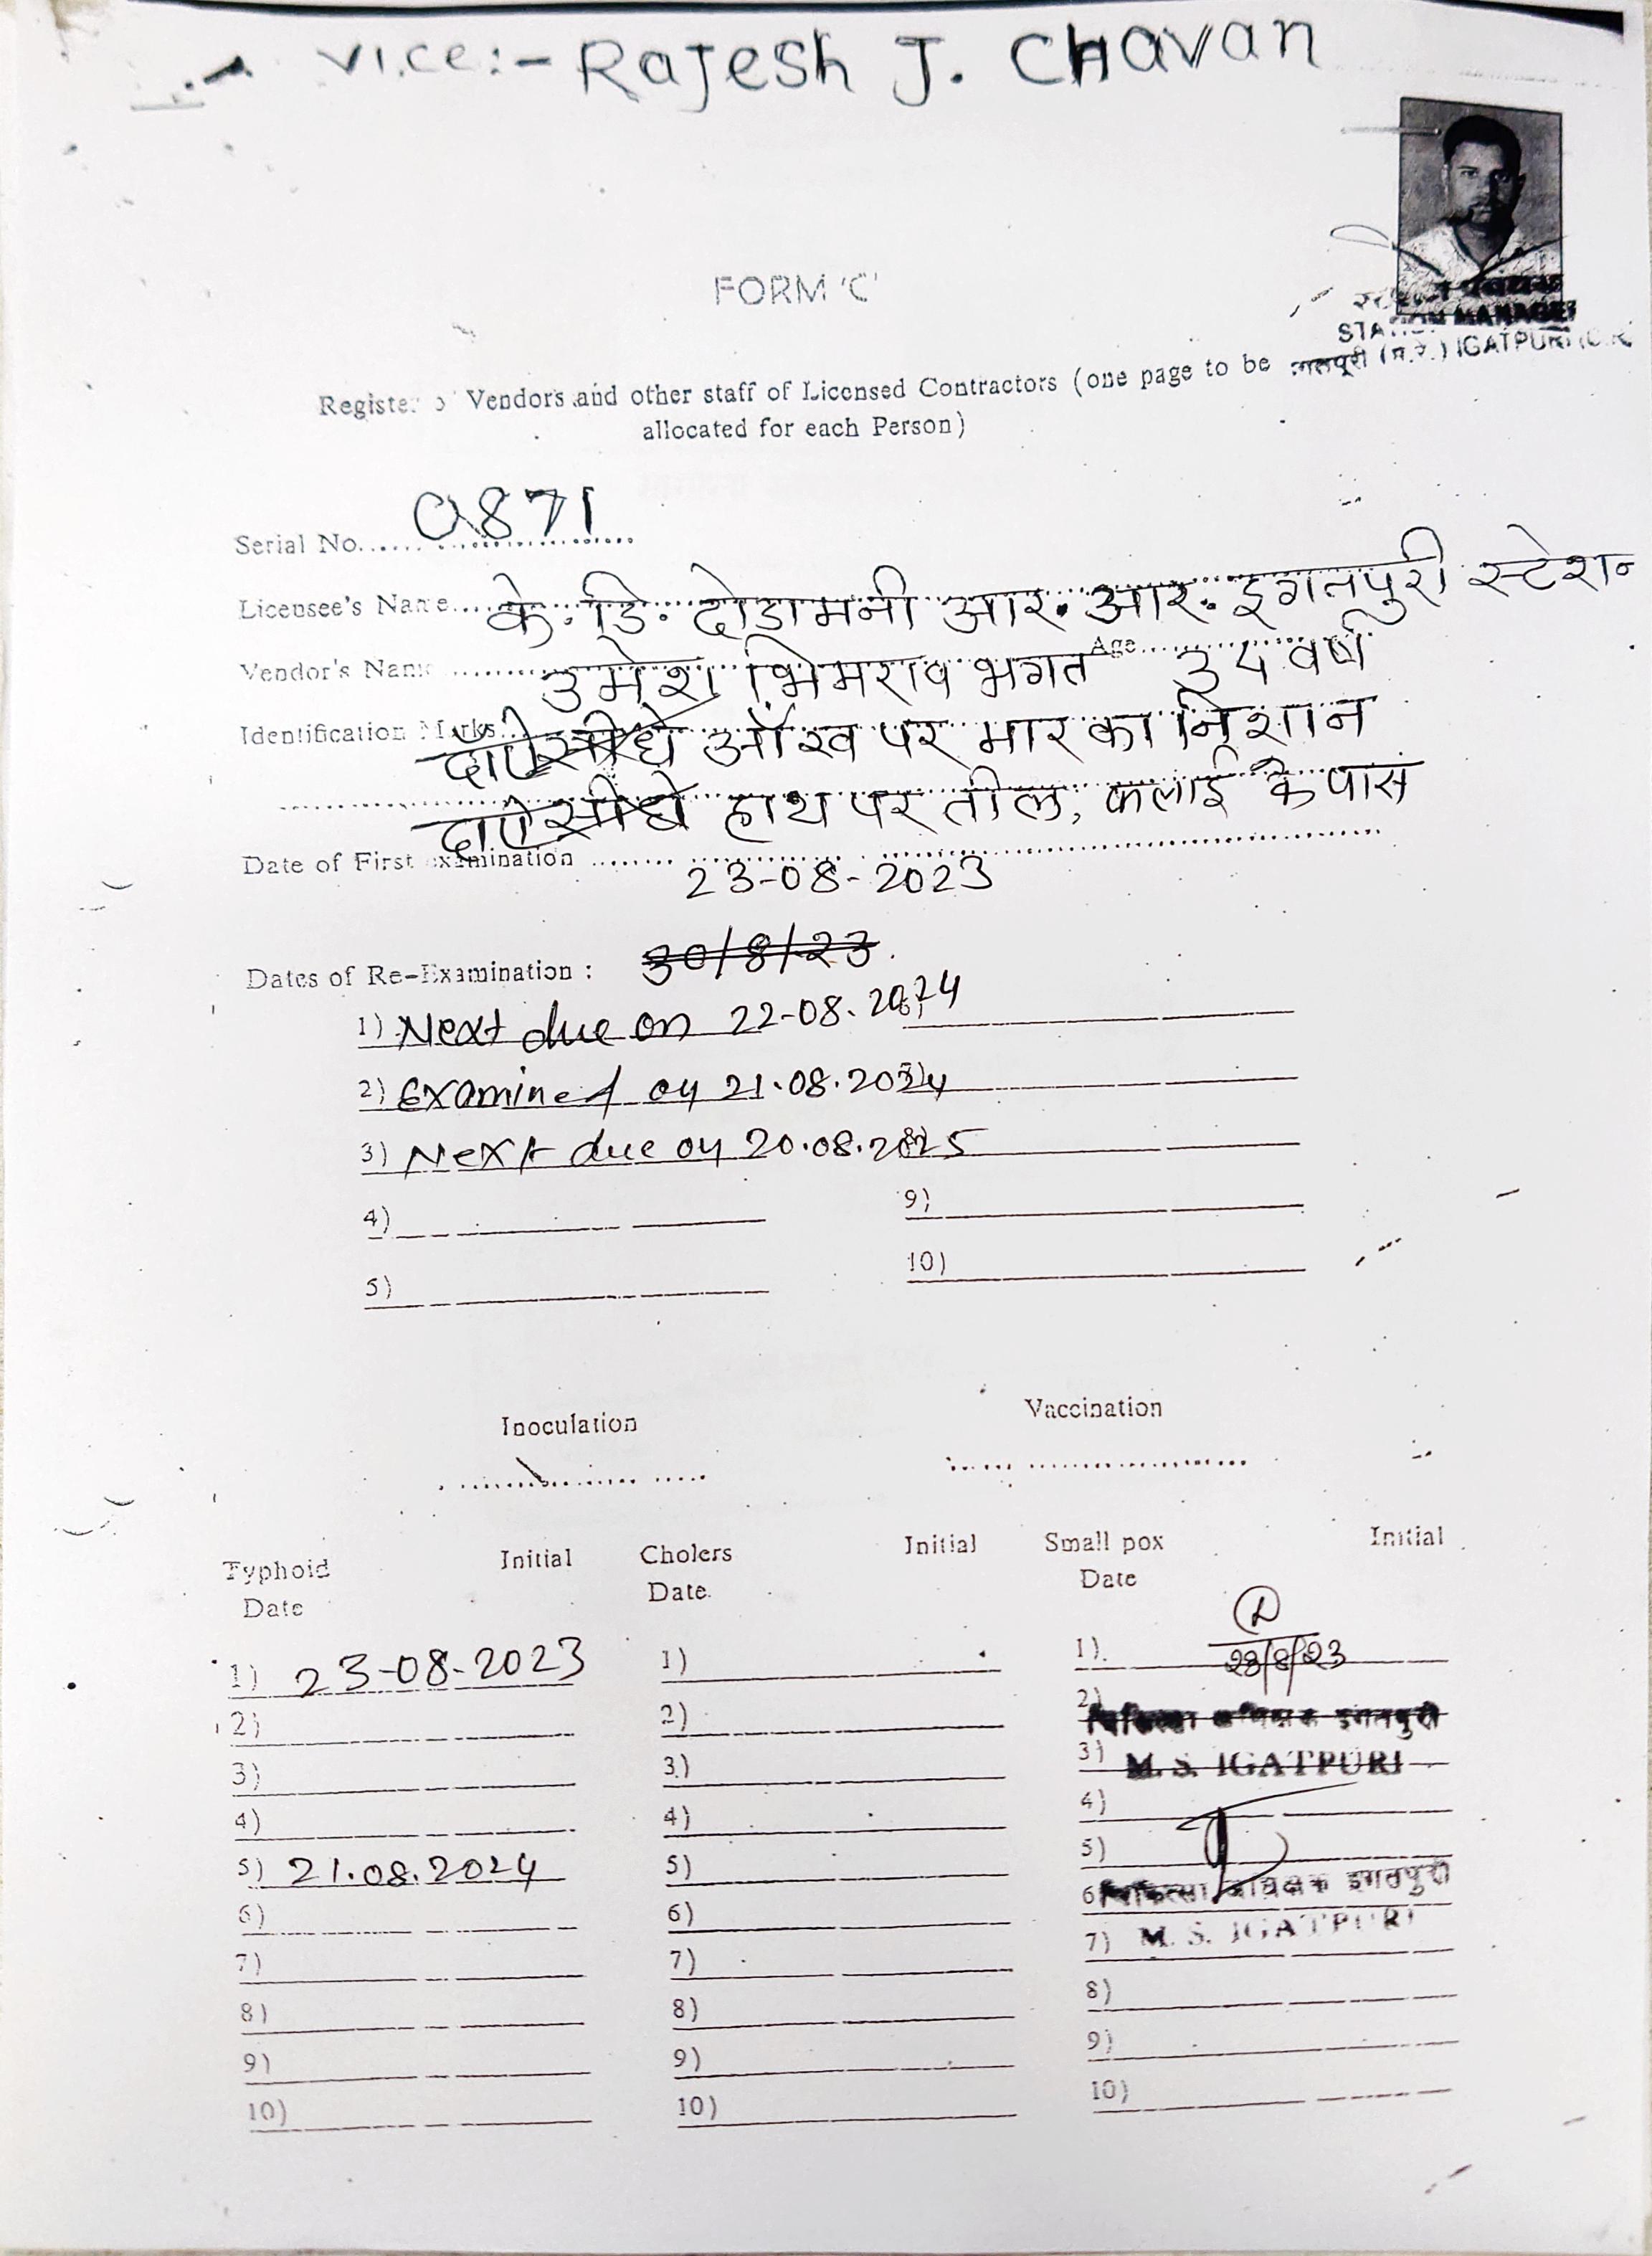 Vice:- Rajesh J. Chavan
FORM 'C'
STATION MANAGER
इगतपूरी (म.रे.) IGATPURI (C.R.
Register of Vendors and other staff of Licensed Contractors (one page to be
allocated for each Person)
Serial No. 0871
Licensee's Name के. डि. दोडामनी आर. आर. इगतपुरी स्टेशन
Vendor's Name उमेश भिमराव भगत Age 34 वर्ष
Identification Marks आँख पर मार का निशान
हाथ पर तील, कलाई के पास
Date of First examination
23-08-2023
Dates of Re-Examination : 30/8/23.
1) Next due on 22-08.2024
2) Examined on 21.08.2024
3) Next due on 20.08.2025
4) 9)
5) 10)
Inoculation Vaccination
Typhoid Initial Cholers Initial Small pox Initial
Date Date. Date
1) 23-08-2023 1) 1). 23/8/23
2) 2) 2) चिकित्सा अधिक्षक इगतपुरी
3) 3) 3) M. S. IGATPURI
4) 4) 4)
5) 21.08.2024 5) 5)
6) 6) 6) चिकित्सा अधिक्षक इगतपुरी
7) 7) 7) M. S. IGATPURI
8) 8) 8)
9) 9) 9)
10) 10) 10)